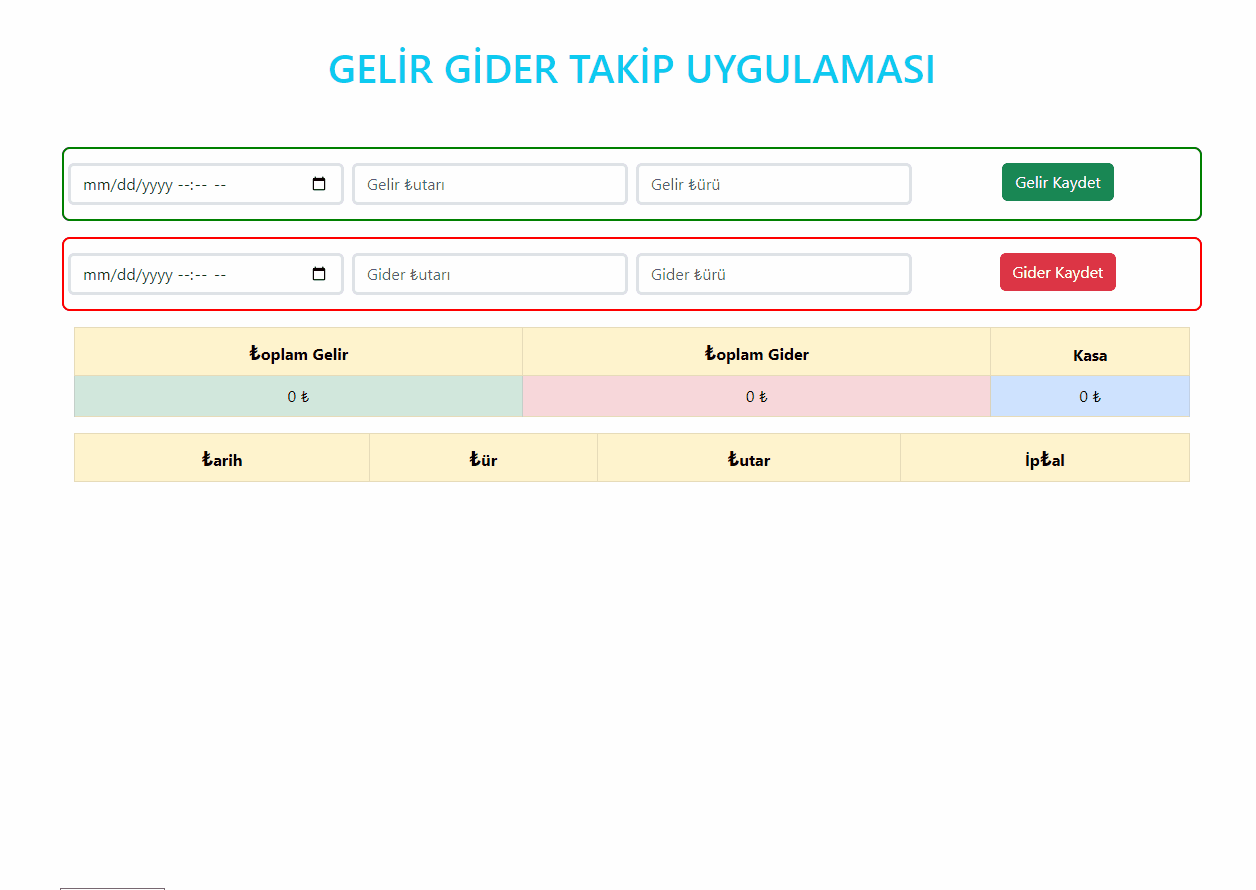 GELİR GİDER TAKİP UYGULAMASI
mm/dd/yyyy --:-- -- Gelir ₺utarı Gelir ₺ürü Gelir Kaydet
mm/dd/yyyy --:-- -- Gider ₺utarı Gider ₺ürü Gider Kaydet
₺oplam Gelir ₺oplam Gider Kasa
0 ₺ 0 ₺ 0 ₺
₺arih ₺ür ₺utar İp₺al